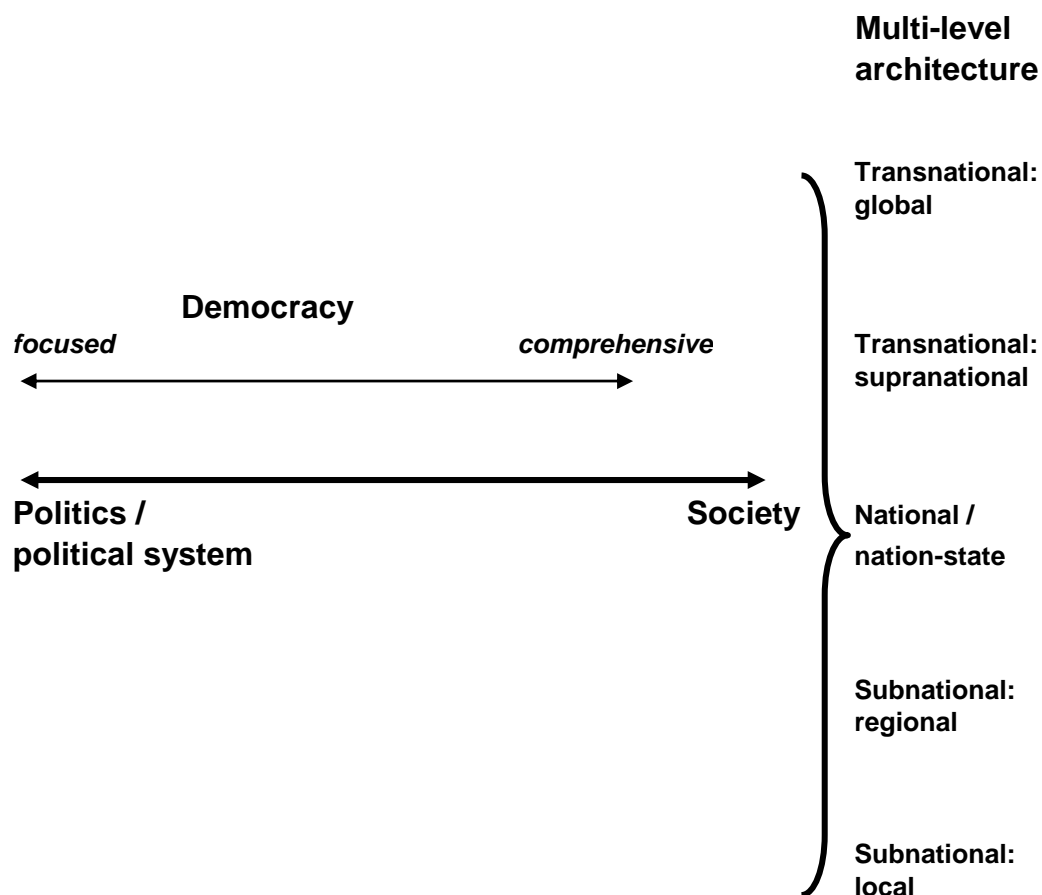 Multi-level
architecture
Transnational:
global
Democracy
focused
comprehensive
Transnational:
supranational
Politics /
political system
Society
National /
nation-state
Subnational:
regional
Subnational:
local